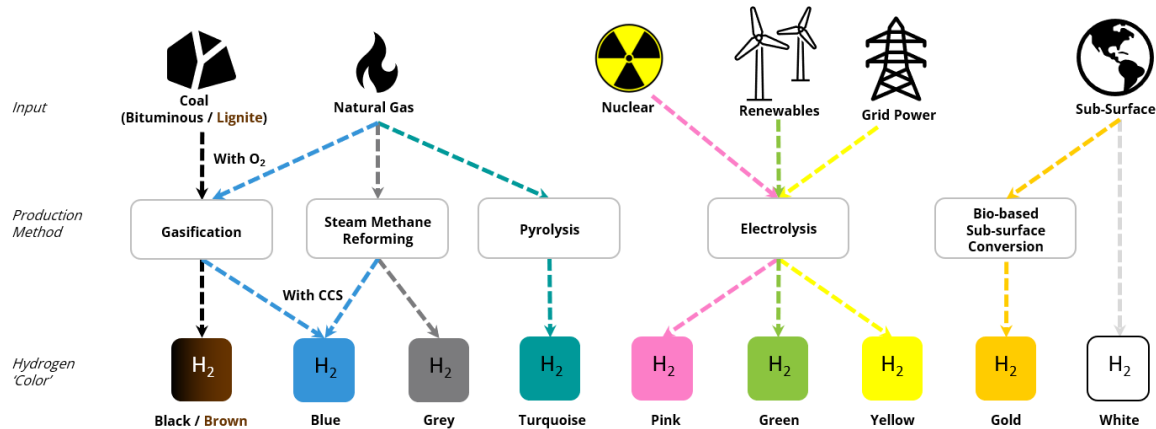 Input
Coal
(Bituminous / Lignite)
Natural Gas
Nuclear
Renewables
Grid Power
Sub-Surface
With O₂
Production
Method
Gasification
Steam Methane
Reforming
Pyrolysis
Electrolysis
Bio-based
Sub-surface
Conversion
With CCS
Hydrogen
‘Color’
H₂
H₂
H₂
H₂
H₂
H₂
H₂
H₂
H₂
Black / Brown
Blue
Grey
Turquoise
Pink
Green
Yellow
Gold
White